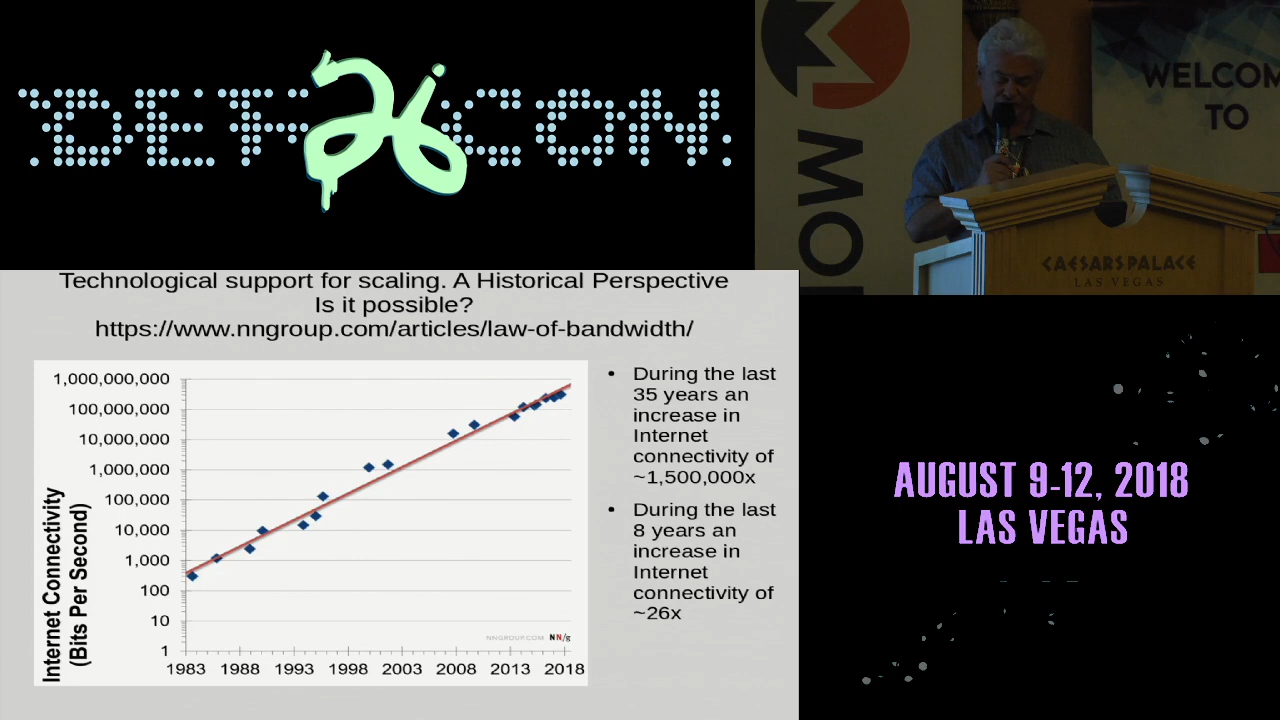 DEF CON
26
WELCOM
TO
CAESARS PALACE
LAS VEGAS
Technological support for scaling. A Historical Perspective
Is it possible?
https://www.nngroup.com/articles/law-of-bandwidth/
Internet Connectivity
(Bits Per Second)
1,000,000,000
100,000,000
10,000,000
1,000,000
100,000
10,000
1,000
100
10
1
1983 1988 1993 1998 2003 2008 2013 2018
NNGROUP.COM NN/g
• During the last
35 years an
increase in
Internet
connectivity of
~1,500,000x
• During the last
8 years an
increase in
Internet
connectivity of
~26x
AUGUST 9-12, 2018
LAS VEGAS